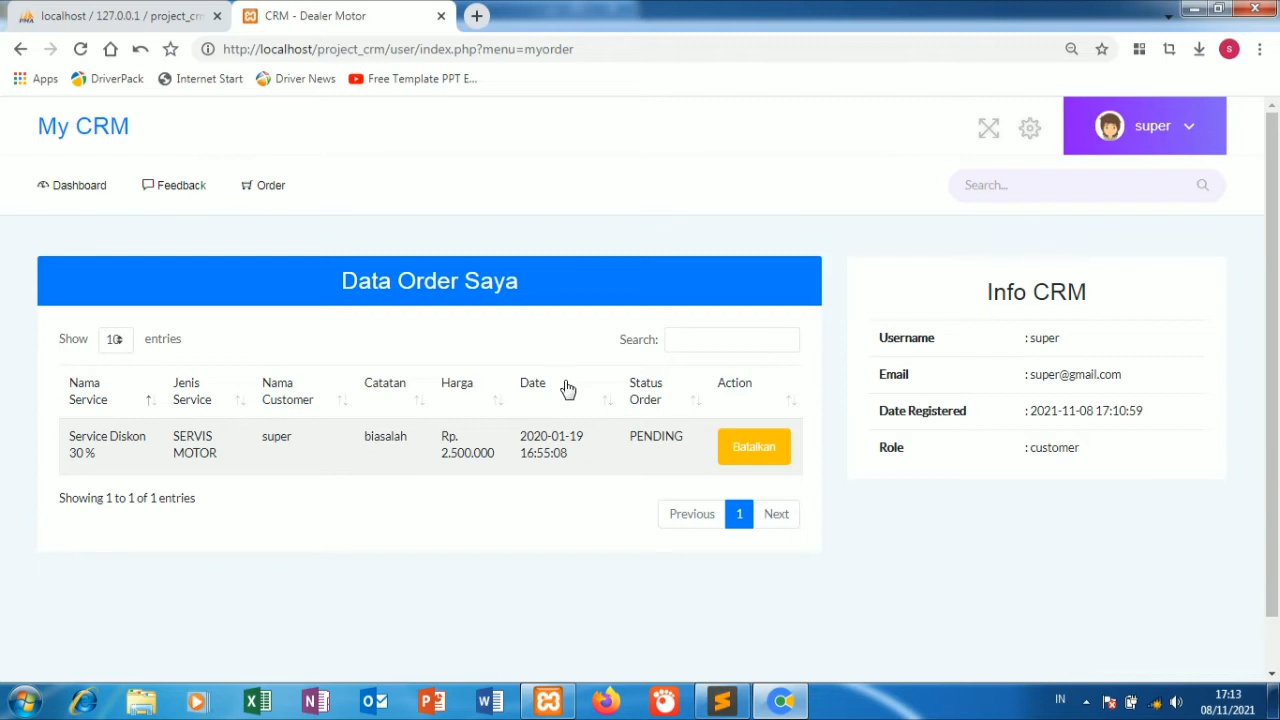 localhost / 127.0.0.1 / project_crm
CRM - Dealer Motor
http://localhost/project_crm/user/index.php?menu=myorder
S
Apps
DriverPack
Internet Start
Driver News
Free Template PPT E...
My CRM
super
Dashboard
Feedback
Order
Search...
Data Order Saya
Show 10 entries
Search:
Nama Service
Jenis Service
Nama Customer
Catatan
Harga
Date
Status Order
Action
Service Diskon 30 %
SERVIS MOTOR
super
biasalah
Rp. 2.500.000
2020-01-19 16:55:08
PENDING
Batalkan
Showing 1 to 1 of 1 entries
Previous 1 Next
Info CRM
Username : super
Email : super@gmail.com
Date Registered : 2021-11-08 17:10:59
Role : customer
IN
17:13
08/11/2021